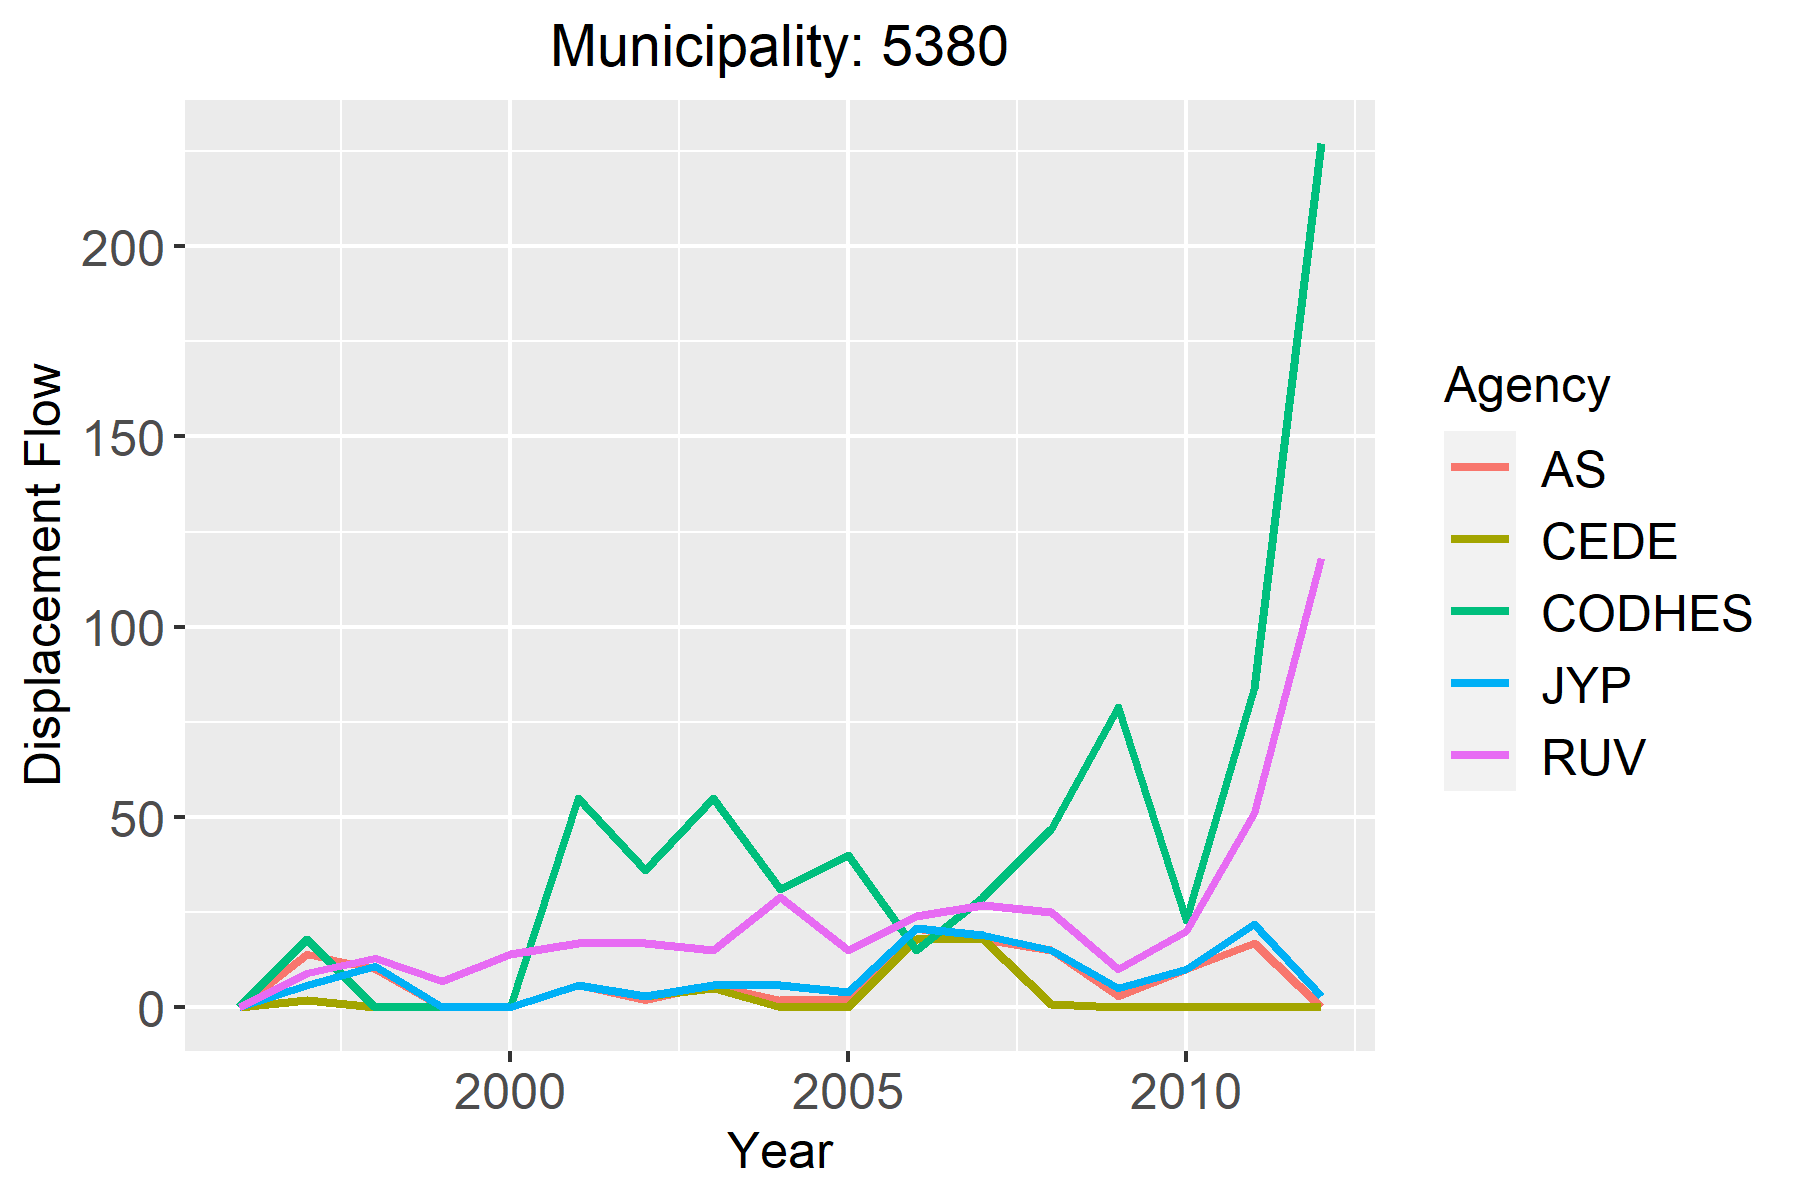 Municipality: 5380
Displacement Flow
200
150
100
50
0
2000 2005 2010
Year
Agency
AS
CEDE
CODHES
JYP
RUV